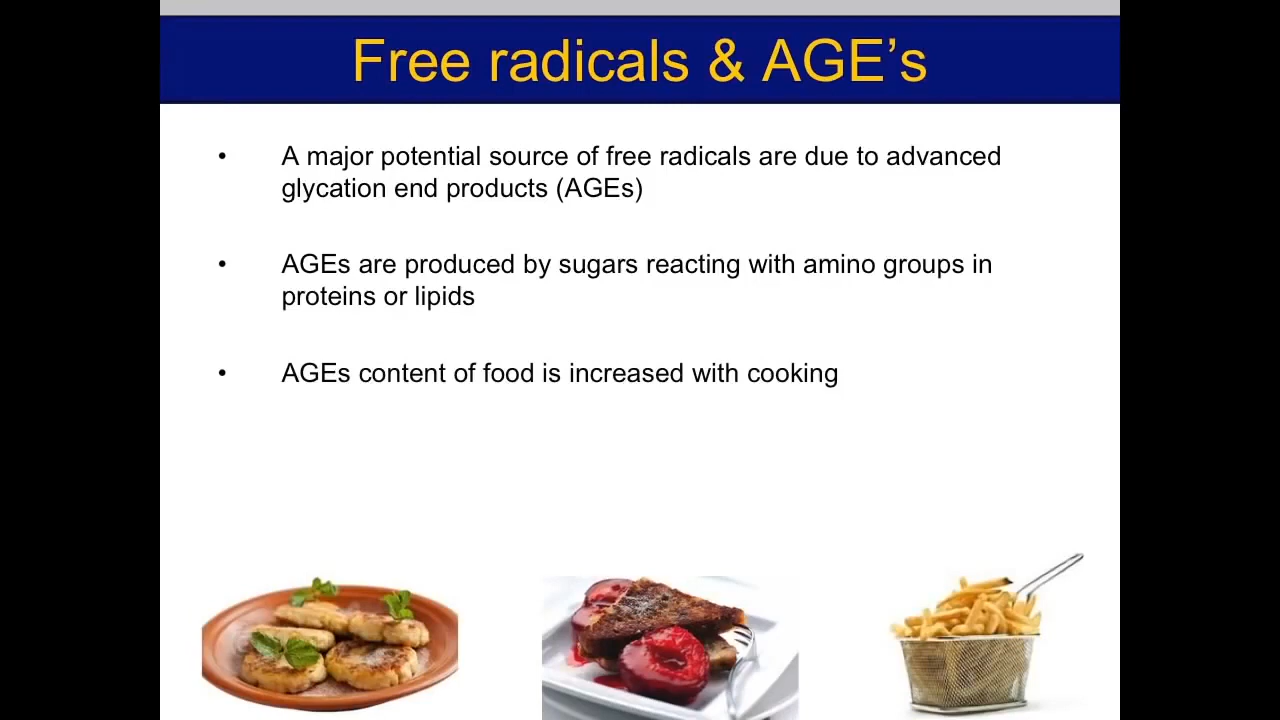 Free radicals & AGE’s
• A major potential source of free radicals are due to advanced
glycation end products (AGEs)
• AGEs are produced by sugars reacting with amino groups in
proteins or lipids
• AGEs content of food is increased with cooking